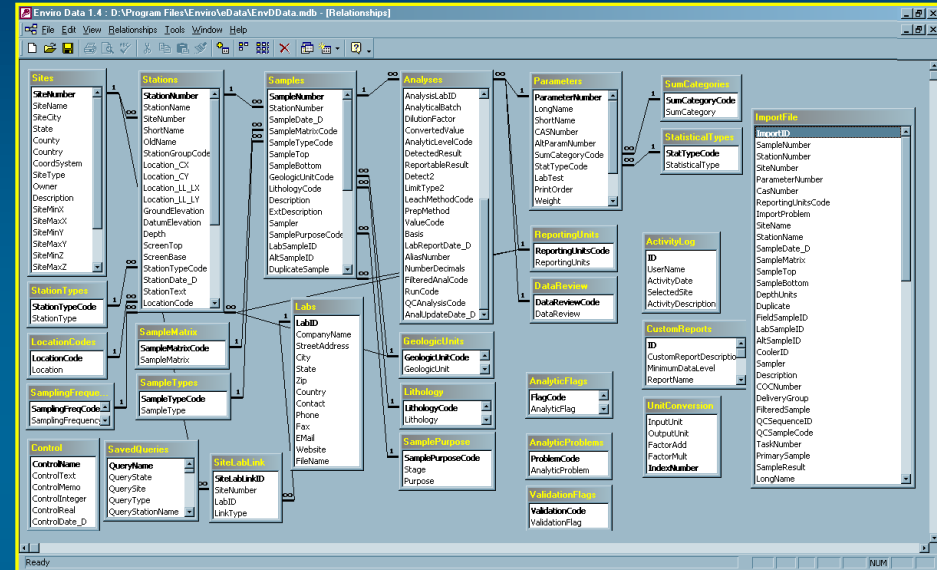 Enviro Data 1.4 : D:\Program Files\Enviro\eData\EnvDData.mdb - [Relationships]
File Edit View Relationships Tools Window Help
Sites
SiteNumber
SiteName
SiteCity
State
County
Country
CoordSystem
SiteType
Owner
Description
SiteMinX
SiteMaxX
SiteMinY
SiteMaxY
SiteMinZ
SiteMaxZ
Stations
StationNumber
StationName
SiteNumber
ShortName
OldName
StationGroupCode
Location_CX
Location_CY
Location_LL_LX
Location_LL_LY
GroundElevation
DatumElevation
Depth
ScreenTop
ScreenBase
StationTypeCode
StationDate_D
StationText
LocationCode
Samples
SampleNumber
StationNumber
SampleDate_D
SampleMatrixCode
SampleTypeCode
SampleTop
SampleBottom
GeologicUnitCode
LithologyCode
Description
ExtDescription
Sampler
SamplePurposeCode
LabSampleID
AltSampleID
DuplicateSample
Analyses
AnalysisLabID
AnalyticalBatch
DilutionFactor
ConvertedValue
AnalyticLevelCode
DetectedResult
ReportableResult
Detect2
LimitType2
LeachMethodCode
PrepMethod
ValueCode
Basis
LabReportDate_D
AliasNumber
NumberDecimals
FilteredAnalCode
RunCode
QCAnalysisCode
AnalUpdateDate_D
Parameters
ParameterNumber
LongName
ShortName
CASNumber
AltParamNumber
SumCategoryCode
StatTypeCode
LabTest
PrintOrder
Weight
SumCategories
SumCategoryCode
SumCategory
StatisticalTypes
StatTypeCode
StatisticalType
ImportFile
ImportID
SampleNumber
StationNumber
SiteNumber
ParameterNumber
CasNumber
ReportingUnitsCode
ImportProblem
SiteName
StationName
SampleDate_D
SampleMatrix
SampleTop
SampleBottom
DepthUnits
Duplicate
FieldSampleID
LabSampleID
AltSampleID
CoolerID
Sampler
Description
COCNumber
DeliveryGroup
FilteredSample
QCSequenceID
QCSampleCode
TaskNumber
PrimarySample
SampleResult
LongName
ReportingUnits
ReportingUnitsCode
ReportingUnits
DataReview
DataReviewCode
DataReview
ActivityLog
ID
UserName
ActivityDate
SelectedSite
ActivityDescription
CustomReports
ID
CustomReportDescriptio
MinimumDataLevel
ReportName
UnitConversion
InputUnit
OutputUnit
FactorAdd
FactorMult
IndexNumber
StationTypes
StationTypeCode
StationType
LocationCodes
LocationCode
Location
SamplingFreque...
SamplingFreqCode
SamplingFrequency
Control
ControlName
ControlText
ControlMemo
ControlInteger
ControlReal
ControlDate_D
SampleMatrix
SampleMatrixCode
SampleMatrix
SampleTypes
SampleTypeCode
SampleType
SavedQueries
QueryName
QueryState
QuerySite
QueryType
QueryStationName
SiteLabLink
SiteLabLinkID
SiteNumber
LabID
LinkType
Labs
LabID
CompanyName
StreetAddress
City
State
Zip
Country
Contact
Phone
Fax
EMail
Website
FileName
GeologicUnits
GeologicUnitCode
GeologicUnit
Lithology
LithologyCode
Lithology
SamplePurpose
SamplePurposeCode
Stage
Purpose
AnalyticFlags
FlagCode
AnalyticFlag
AnalyticProblems
ProblemCode
AnalyticProblem
ValidationFlags
ValidationCode
ValidationFlag
Ready
NUM